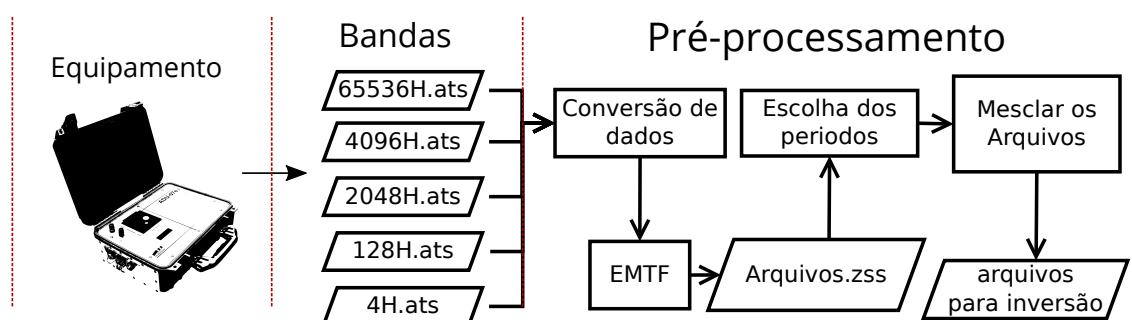 Equipamento
Bandas
65536H.ats
4096H.ats
2048H.ats
128H.ats
4H.ats
Pré-processamento
Conversão de
dados
EMTF
Arquivos.zss
Escolha dos
periodos
Mesclar os
Arquivos
arquivos
para inversão